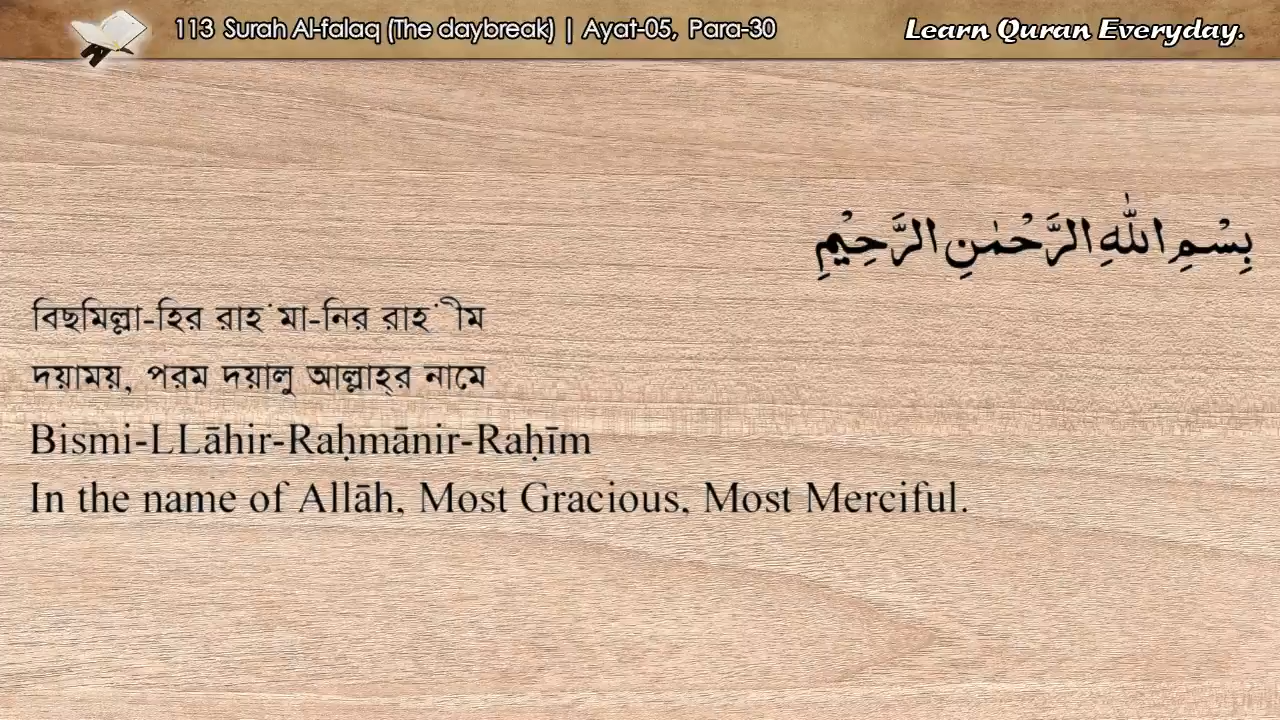 113 Surah Al-falaq (The daybreak) | Ayat-05, Para-30
Learn Quran Everyday.
بِسْمِ اللّٰهِ الرَّحْمٰنِ الرَّحِيْمِ
বিছমিল্লা-হির রাহ˙মা-নির রাহ˙ীম
দয়াময়, পরম দয়ালু আল্লাহ্‌র নামে
Bismi-LLāhir-Raḥmānir-Raḥīm
In the name of Allāh, Most Gracious, Most Merciful.